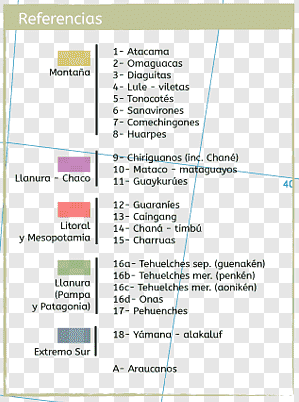 Referencias
Montaña
1- Atacama
2- Omaguacas
3- Diaguitas
4- Lule - viletas
5- Tonocotés
6- Sanavirones
7- Comechingones
8- Huarpes
Llanura - Chaco
9- Chiriguanos (inc. Chané)
10- Mataco - mataguayos
11- Guaykurúes
Litoral
y Mesopotamia
12- Guaraníes
13- Caingang
14- Chaná - timbú
15- Charruas
Llanura
(Pampa
y Patagonia)
16a- Tehuelches sep. (guenakén)
16b- Tehuelches mer. (penkén)
16c- Tehuelches mer. (aonikén)
16d- Onas
17- Pehuenches
Extremo Sur
18- Yámana - alakaluf
A- Araucanos
40